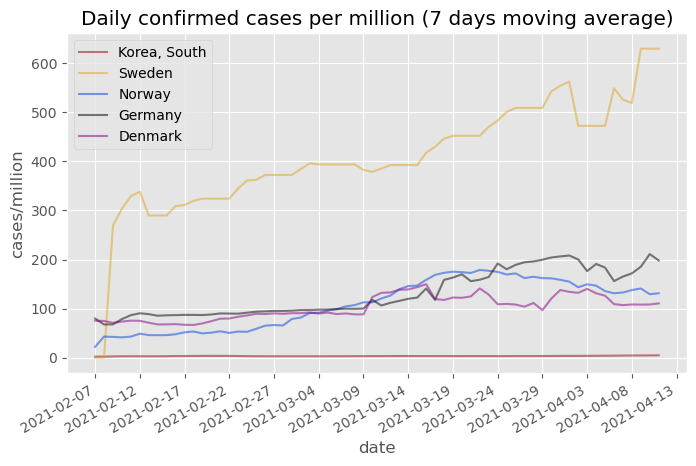 Daily confirmed cases per million (7 days moving average)
Korea, South
Sweden
Norway
Germany
Denmark
600
500
400
300
200
100
0
cases/million
2021-02-07
2021-02-12
2021-02-17
2021-02-22
2021-02-27
2021-03-04
2021-03-09
2021-03-14
2021-03-19
2021-03-24
2021-03-29
2021-04-03
2021-04-08
2021-04-13
date